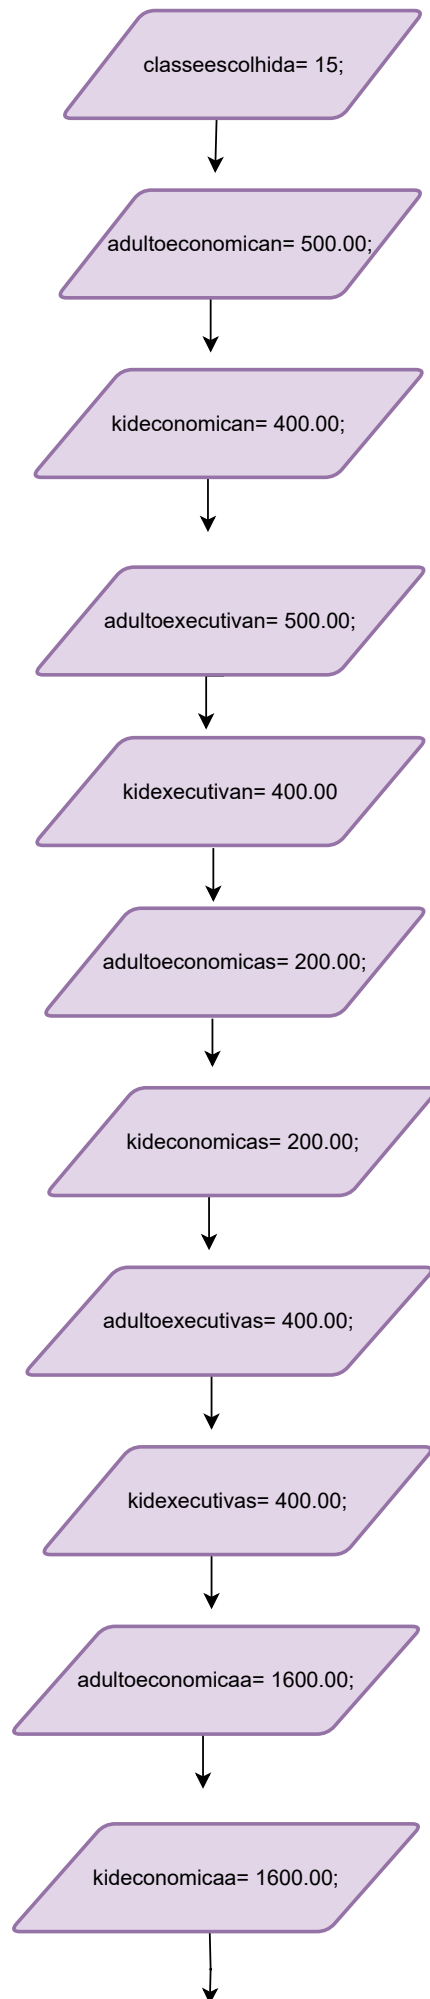 classeescolhida= 15;
adultoeconomican= 500.00;
kideconomican= 400.00;
adultoexecutivan= 500.00;
kidexecutivan= 400.00
adultoeconomicas= 200.00;
kideconomicas= 200.00;
adultoexecutivas= 400.00;
kidexecutivas= 400.00;
adultoeconomicaa= 1600.00;
kideconomicaa= 1600.00;